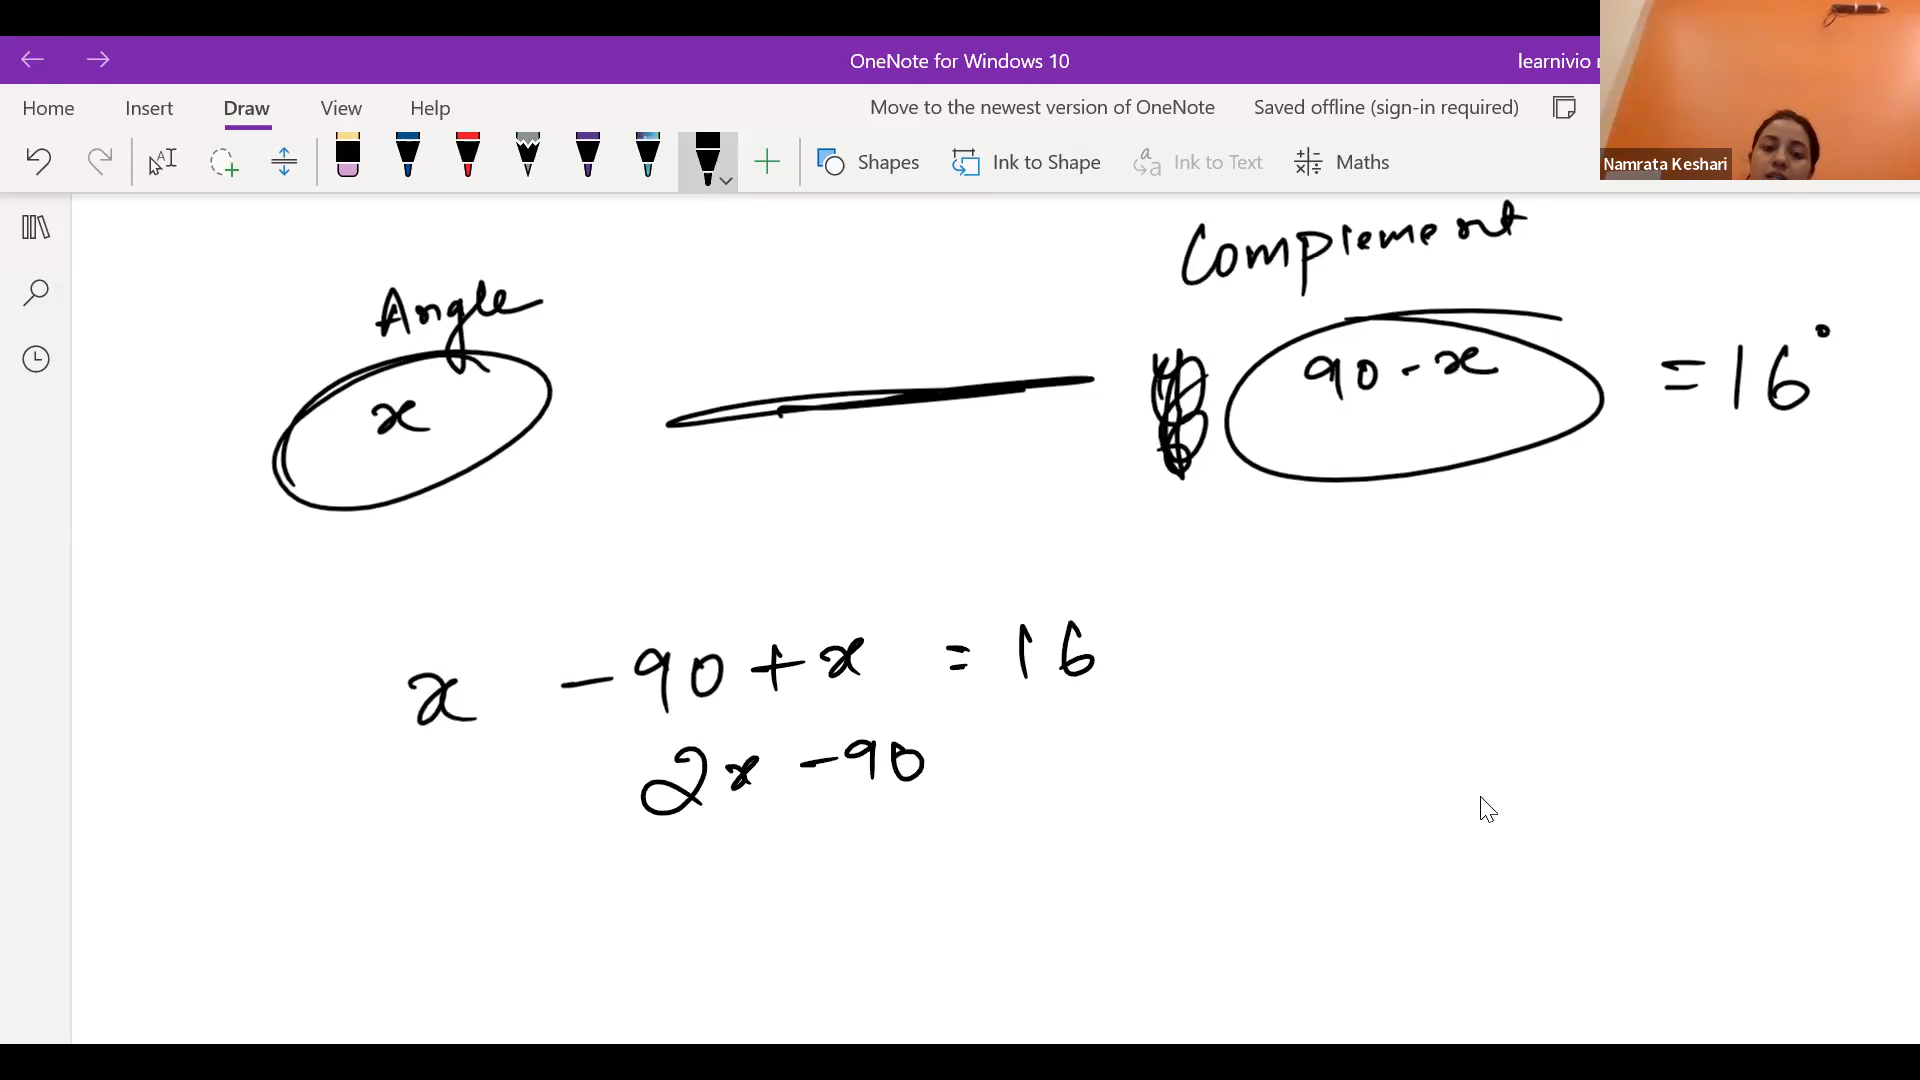 OneNote for Windows 10
learnivio
Home Insert Draw View Help Move to the newest version of OneNote Saved offline (sign-in required)
Shapes Ink to Shape Ink to Text Maths
Namrata Keshari
Complement
Angle
x — 90 - x = 16°
x - 90 + x = 16
2x - 90